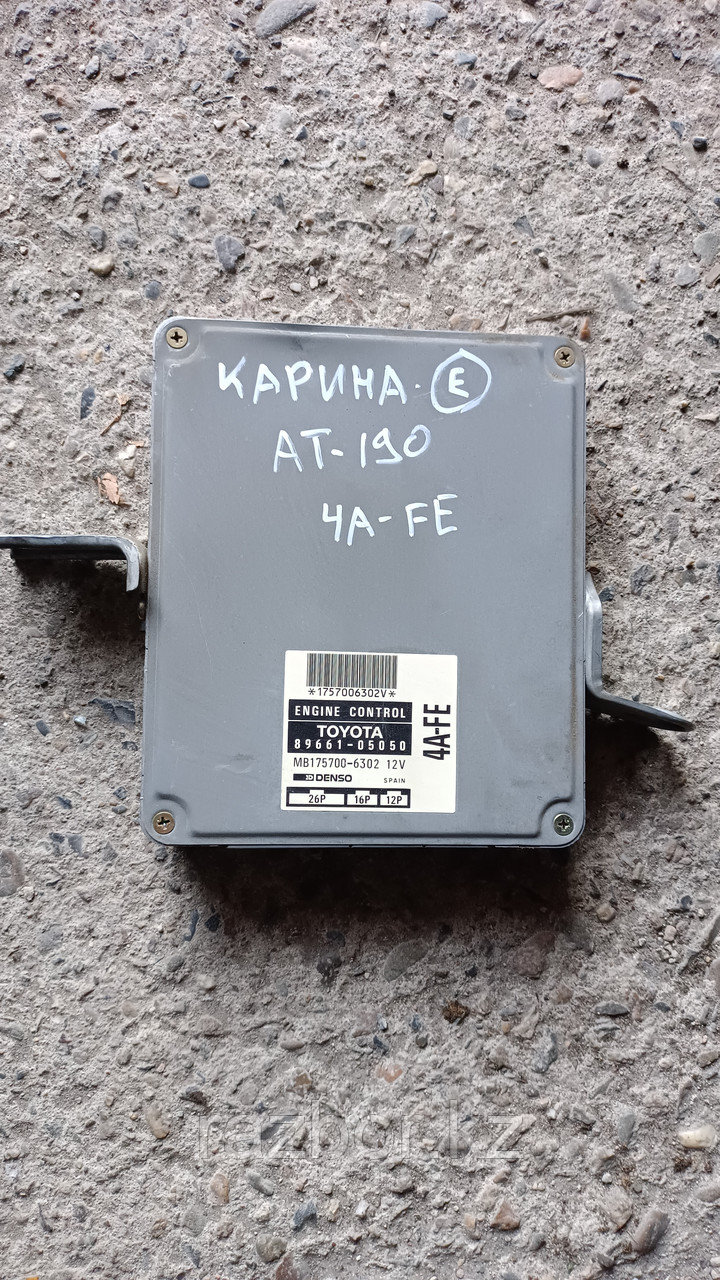 КАРИНА. Е
АТ-190
4A-FE
*1757006302V*
ENGINE CONTROL
TOYOTA
89661-05050
MB175700-6302 12V
DENSO SPAIN
26P 16P 12P
4A-FE
razbor.kz